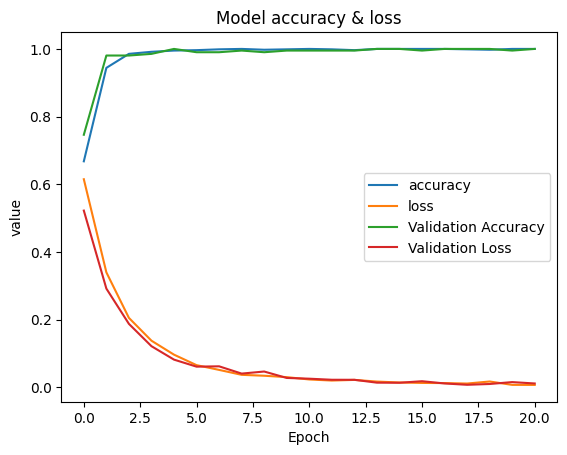 Model accuracy & loss
value
1.0
0.8
0.6
0.4
0.2
0.0
accuracy
loss
Validation Accuracy
Validation Loss
0.0 2.5 5.0 7.5 10.0 12.5 15.0 17.5 20.0
Epoch